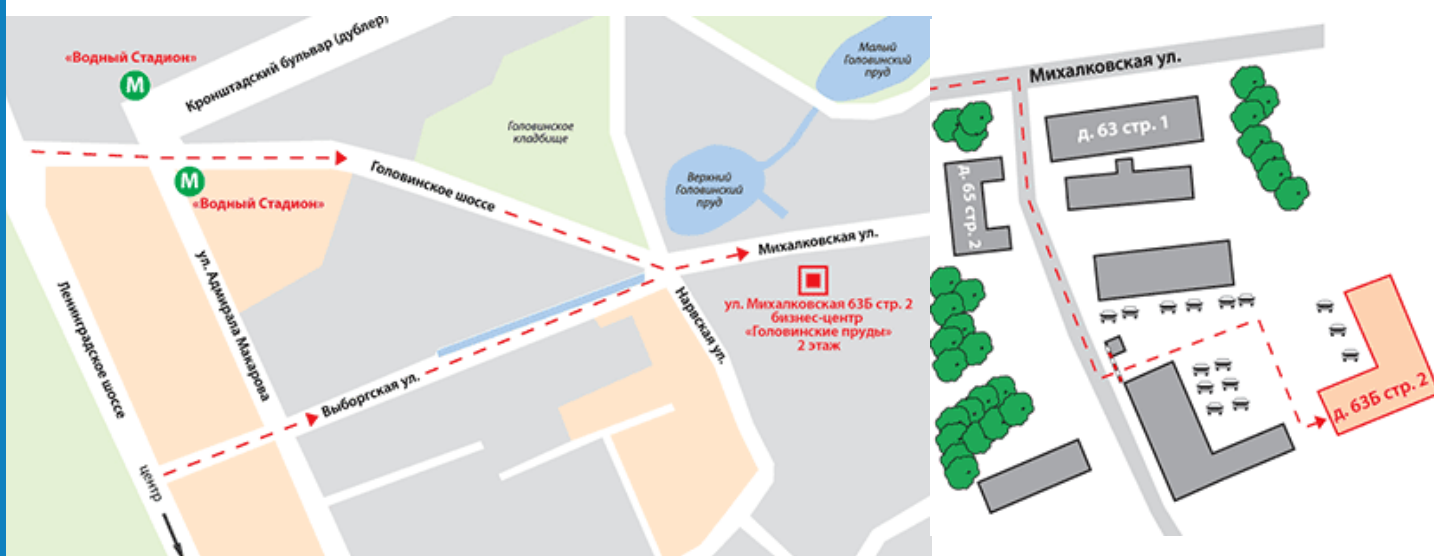 «Водный Стадион»
М
Кронштадский бульвар (дублер)
Малый
Головинский
пруд
Головинское
кладбище
Головинское шоссе
Верхний
Головинский
пруд
М
«Водный Стадион»
Михалковская ул.
ул. Михалковская 63Б стр. 2
бизнес-центр
«Головинские пруды»
2 этаж
Нарвская ул.
ул. Адмирала Макарова
Ленинградское шоссе
Выборгская ул.
центр
Михалковская ул.
д. 63 стр. 1
д. 65 стр. 2
д. 63Б стр. 2